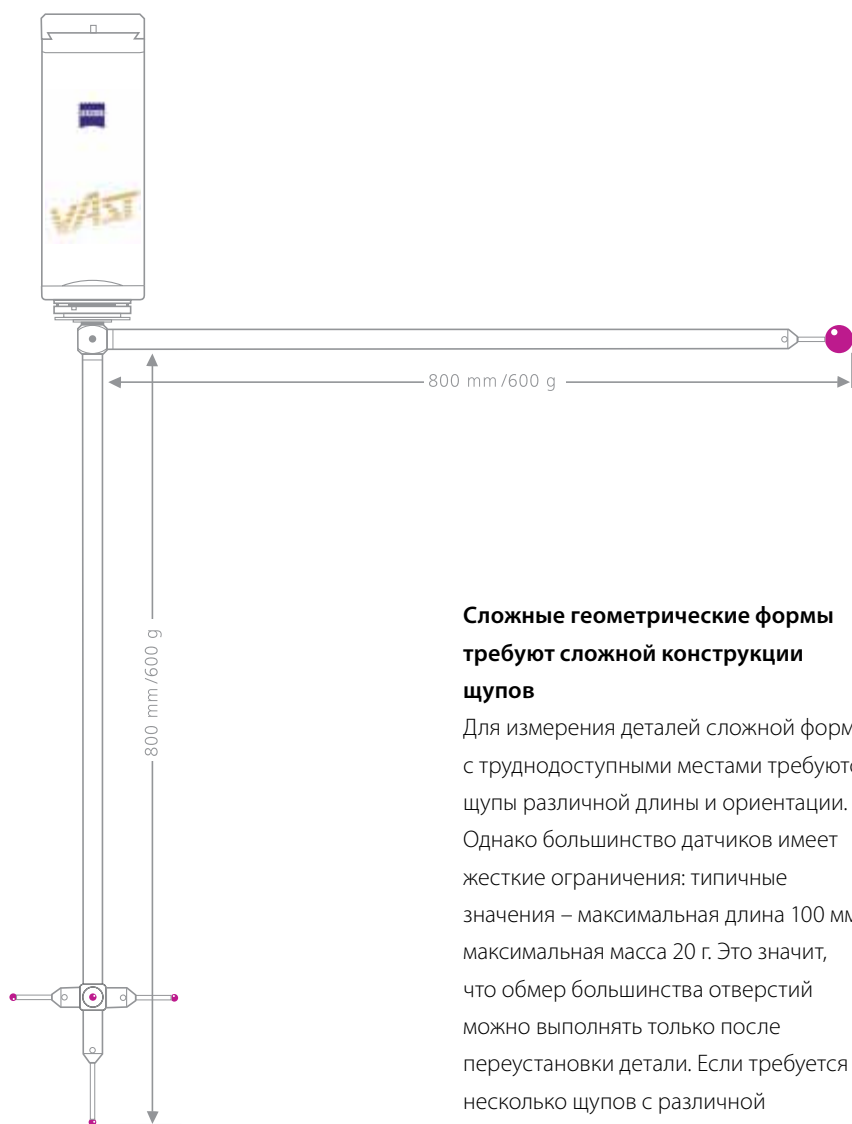 ZEISS
VAST
800 mm/600 g
800 mm/600 g
Сложные геометрические формы
требуют сложной конструкции
щупов
Для измерения деталей сложной форм
с труднодоступными местами требуютс
щупы различной длины и ориентации.
Однако большинство датчиков имеет
жесткие ограничения: типичные
значения – максимальная длина 100 мм
максимальная масса 20 г. Это значит,
что обмер большинства отверстий
можно выполнять только после
переустановки детали. Если требуется
несколько щупов с различной